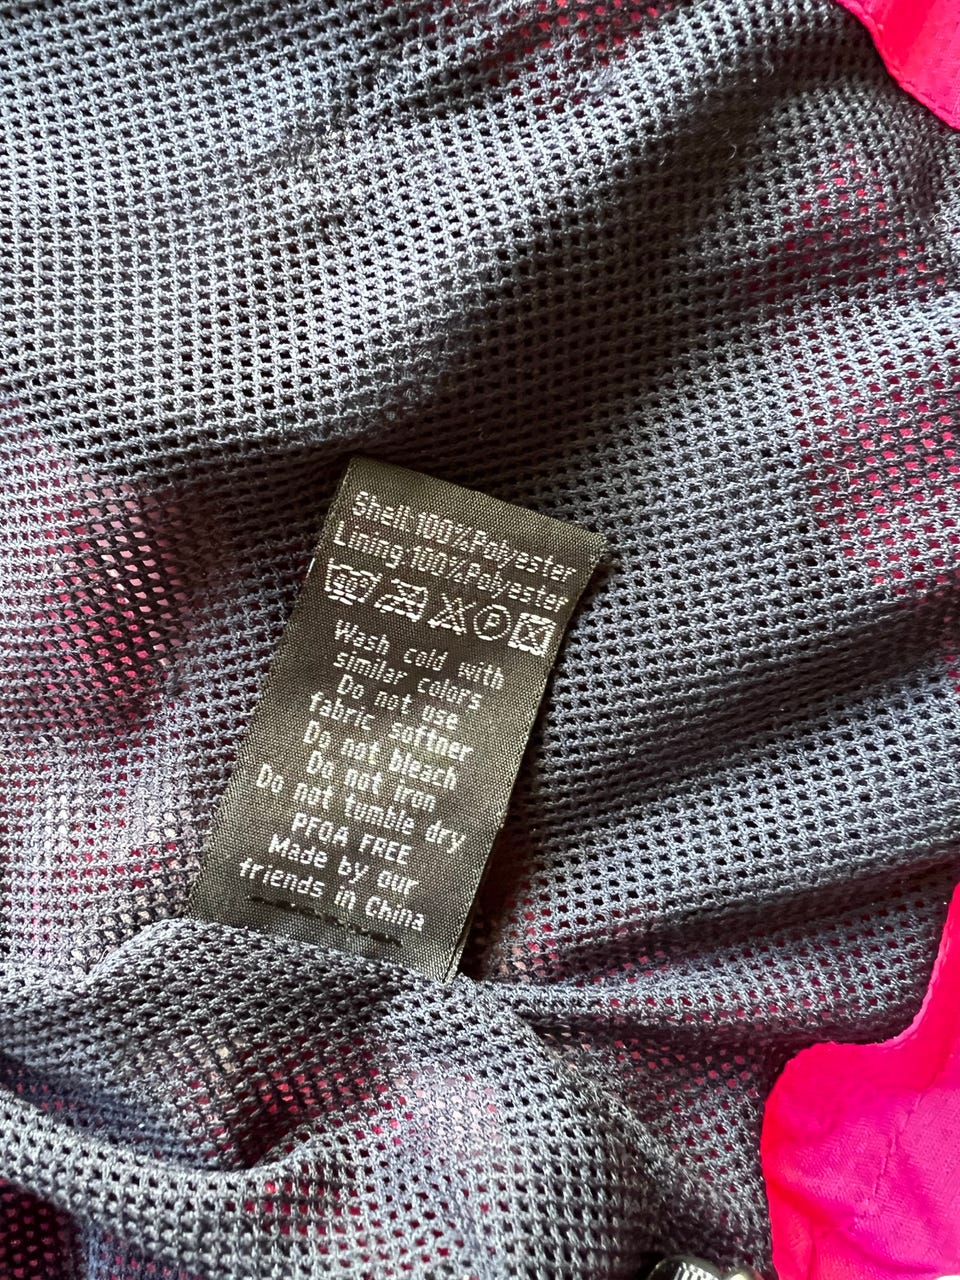 Shell:100%Polyester
Lining:100%Polyester
P
Wash cold with
similar colors
Do not use
fabric softner
Do not bleach
Do not iron
Do not tumble dry
PFOA FREE
Made by our
friends in China